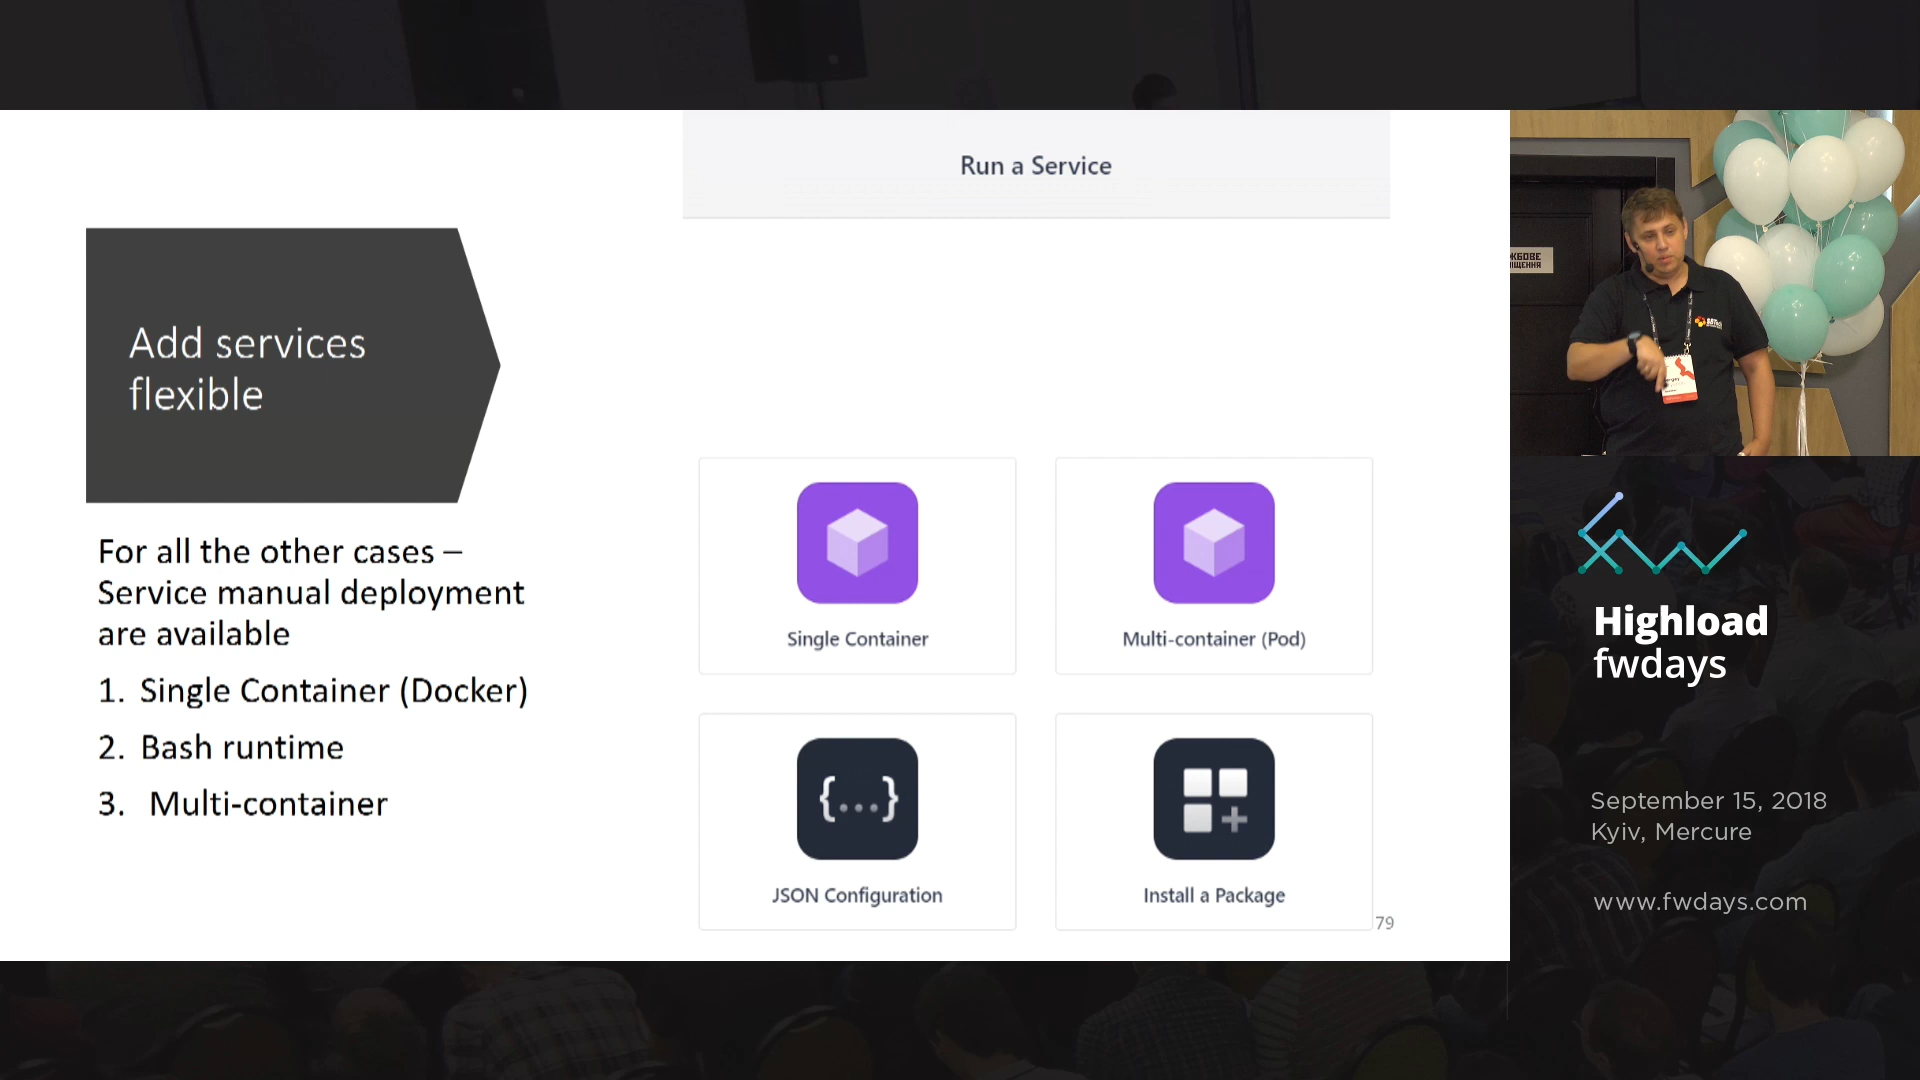 Run a Service
Add services
flexible
For all the other cases –
Service manual deployment
are available
1. Single Container (Docker)
2. Bash runtime
3. Multi-container
Single Container
Multi-container (Pod)
JSON Configuration
Install a Package
79
Highload
fwdays
September 15, 2018
Kyiv, Mercure
www.fwdays.com